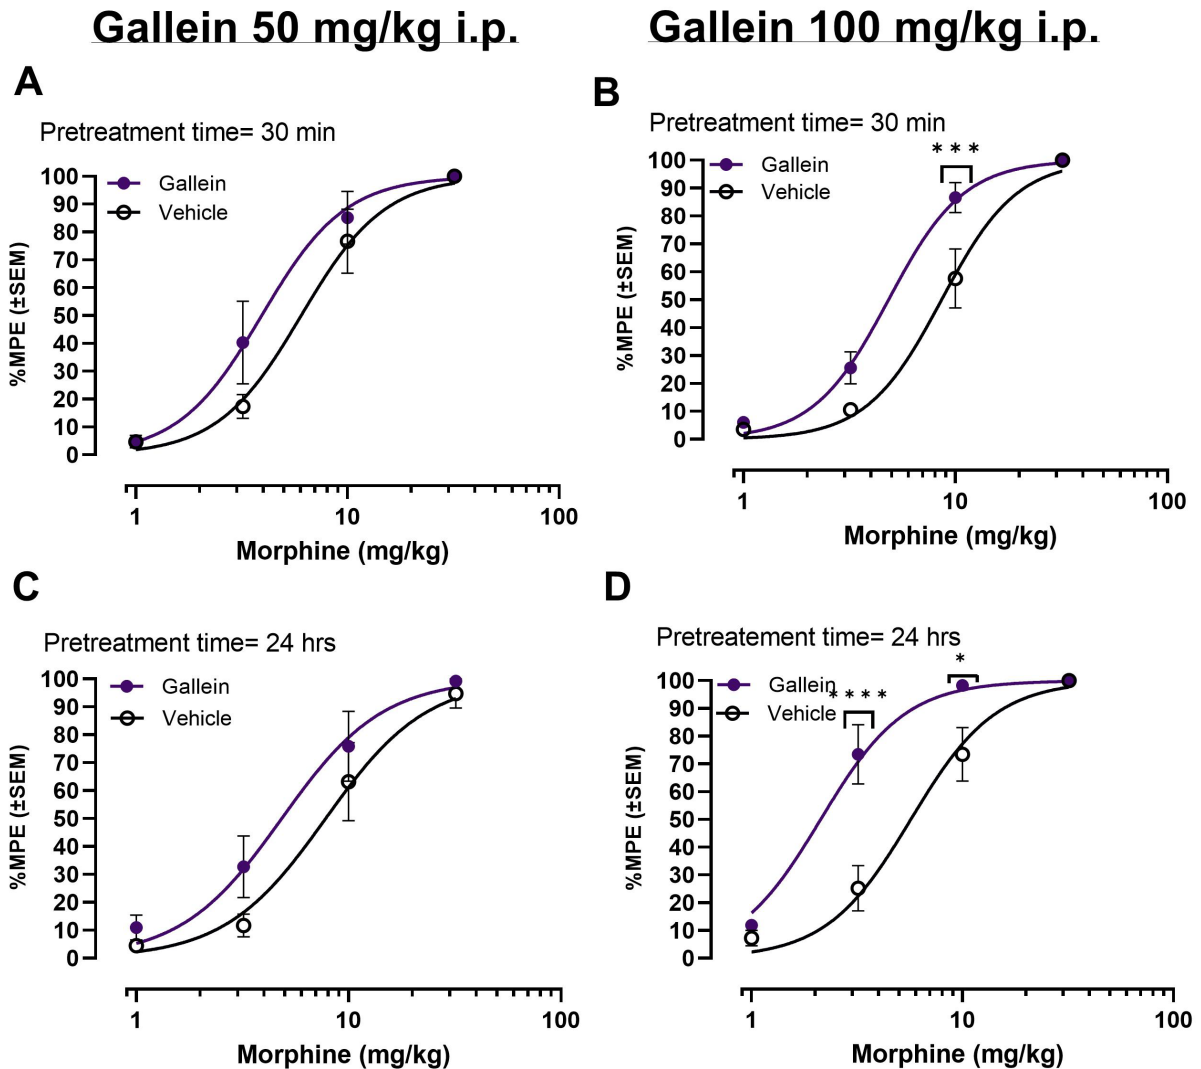 Gallein 50 mg/kg i.p.
Gallein 100 mg/kg i.p.
A
Pretreatment time= 30 min
Gallein
Vehicle
100
90
80
70
60
50
40
30
20
10
0
%MPE (±SEM)
1
10
100
Morphine (mg/kg)
B
Pretreatment time= 30 min
* * *
Gallein
Vehicle
100
90
80
70
60
50
40
30
20
10
0
%MPE (±SEM)
1
10
100
Morphine (mg/kg)
C
Pretreatment time= 24 hrs
Gallein
Vehicle
100
90
80
70
60
50
40
30
20
10
0
%MPE (±SEM)
1
10
100
Morphine (mg/kg)
D
Pretreatement time= 24 hrs
*
Gallein
* * * *
Vehicle
100
90
80
70
60
50
40
30
20
10
0
%MPE (±SEM)
1
10
100
Morphine (mg/kg)